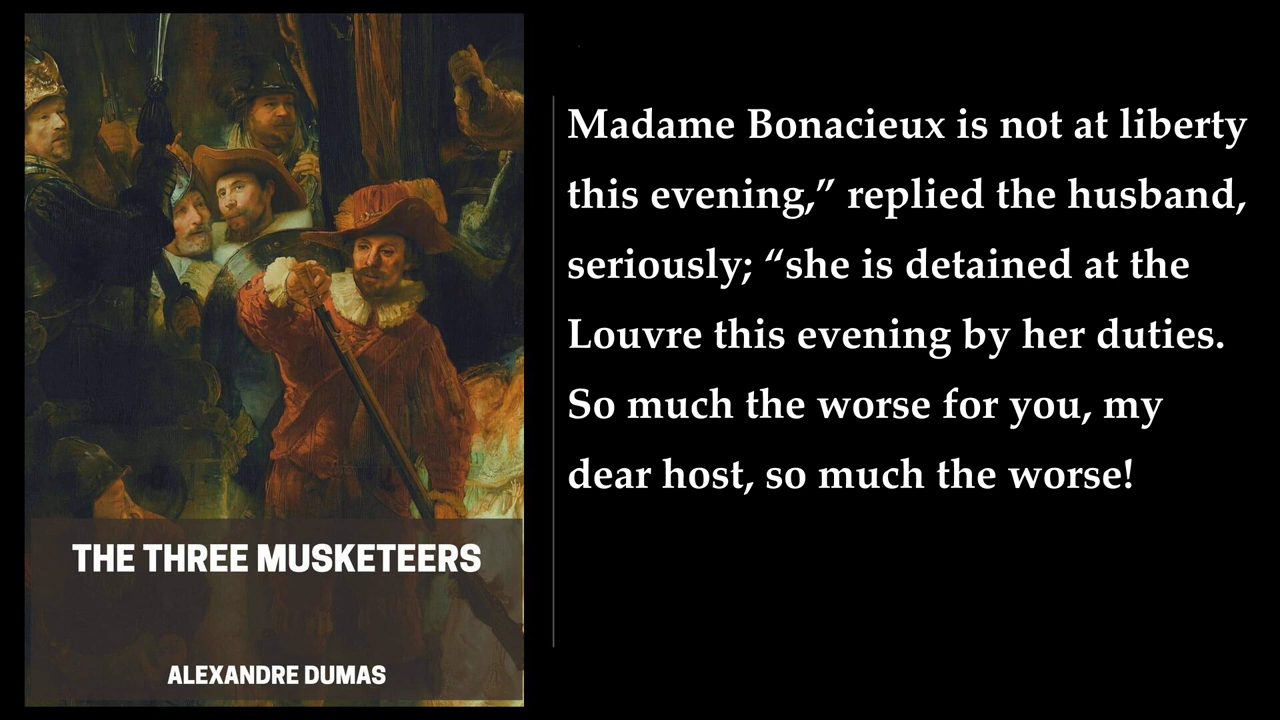 THE THREE MUSKETEERS
ALEXANDRE DUMAS
Madame Bonacieux is not at liberty
this evening,” replied the husband,
seriously; “she is detained at the
Louvre this evening by her duties.
So much the worse for you, my
dear host, so much the worse!